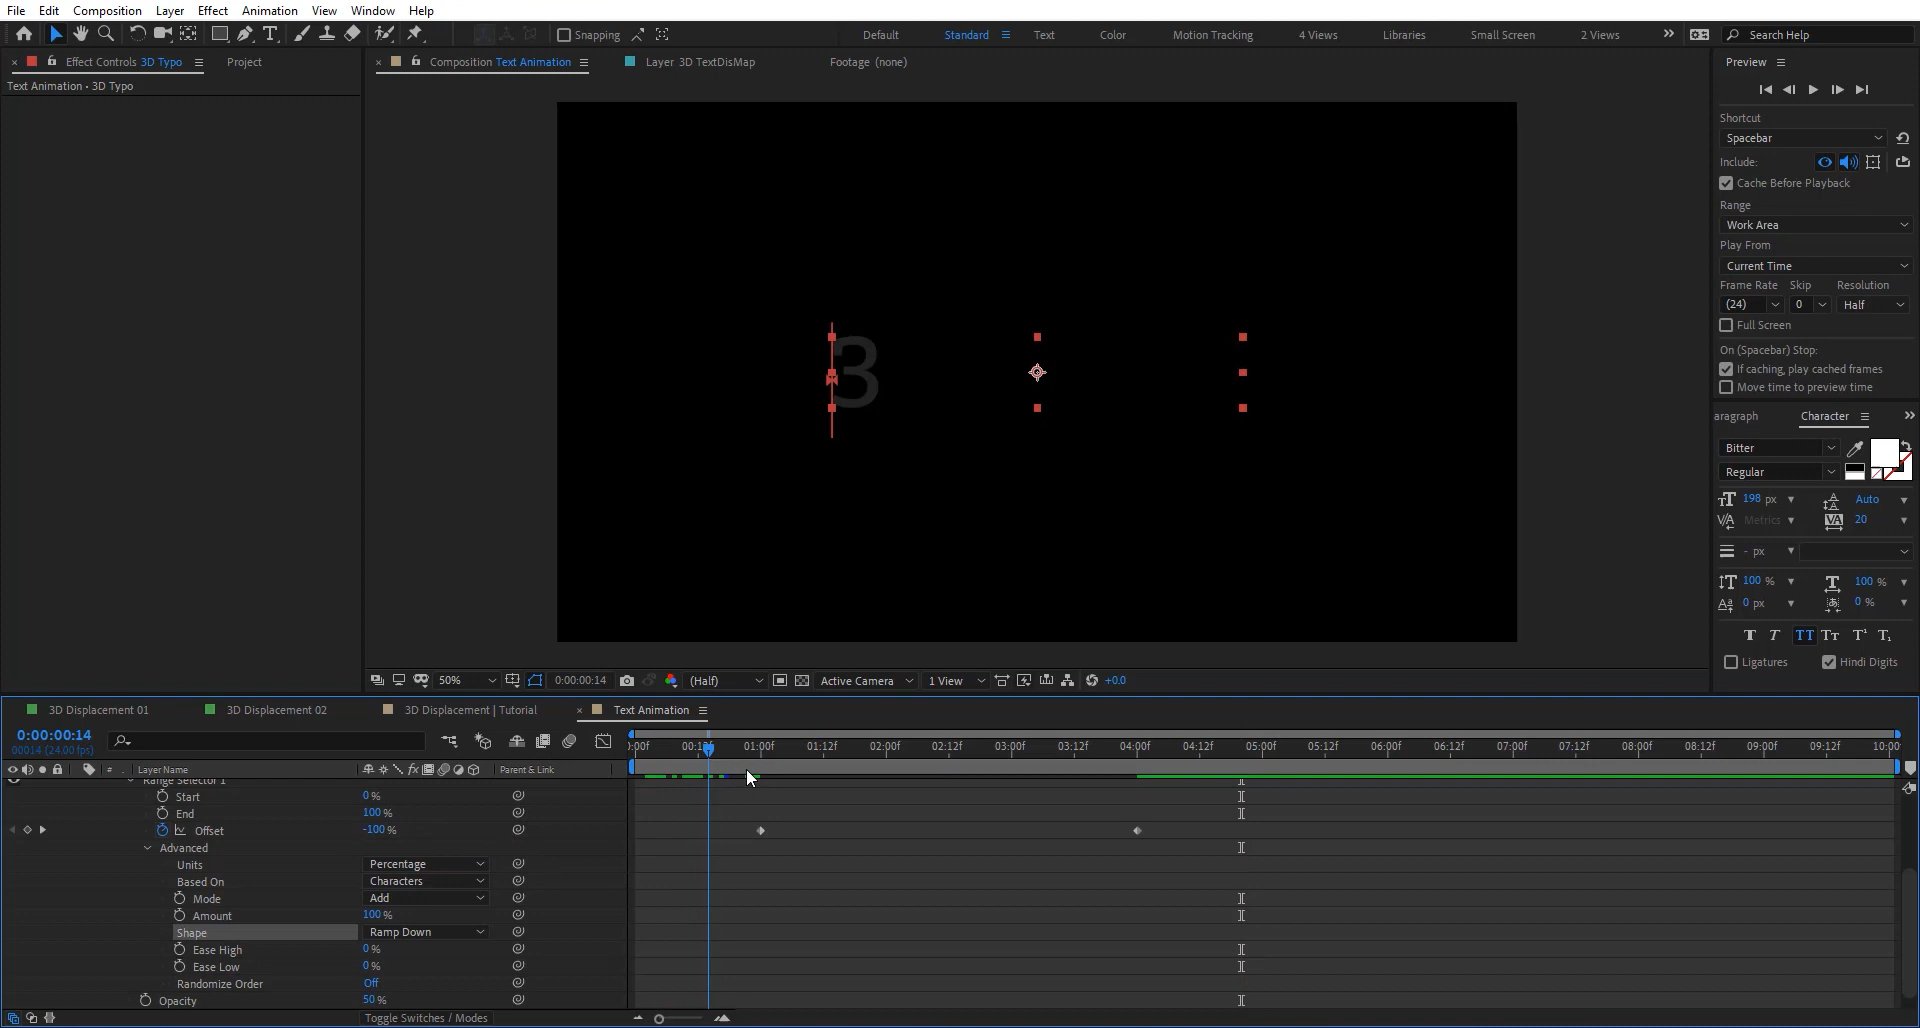 File Edit Composition Layer Effect Animation View Window Help
Snapping
Default Standard Text Color Motion Tracking 4 Views Libraries Small Screen 2 Views Search Help
Effect Controls 3D Typo Project
Text Animation • 3D Typo
Composition Text Animation Layer 3D TextDisMap Footage (none)
3
50% 0:00:00:14 (Half) Active Camera 1 View +0.0
Preview
Shortcut
Spacebar
Include:
Cache Before Playback
Range
Work Area
Play From
Current Time
Frame Rate Skip Resolution
(24) 0 Half
Full Screen
On (Spacebar) Stop:
If caching, play cached frames
Move time to preview time
aragraph Character
Bitter
Regular
198 px Auto
Metrics 20
- px
100 % 100 %
0 px 0 %
T T TT Tт T¹ T₁
Ligatures Hindi Digits
3D Displacement 01 3D Displacement 02 3D Displacement | Tutorial Text Animation
0:00:00:14
00014 (24.00 fps)
):00f 00:12f 01:00f 01:12f 02:00f 02:12f 03:00f 03:12f 04:00f 04:12f 05:00f 05:12f 06:00f 06:12f 07:00f 07:12f 08:00f 08:12f 09:00f 09:12f 10:00
# Layer Name Parent & Link
Range Selector 1
Start 0 %
End 100 %
Offset -100 %
Advanced
Units Percentage
Based On Characters
Mode Add
Amount 100 %
Shape Ramp Down
Ease High 0 %
Ease Low 0 %
Randomize Order Off
Opacity 50 %
Toggle Switches / Modes